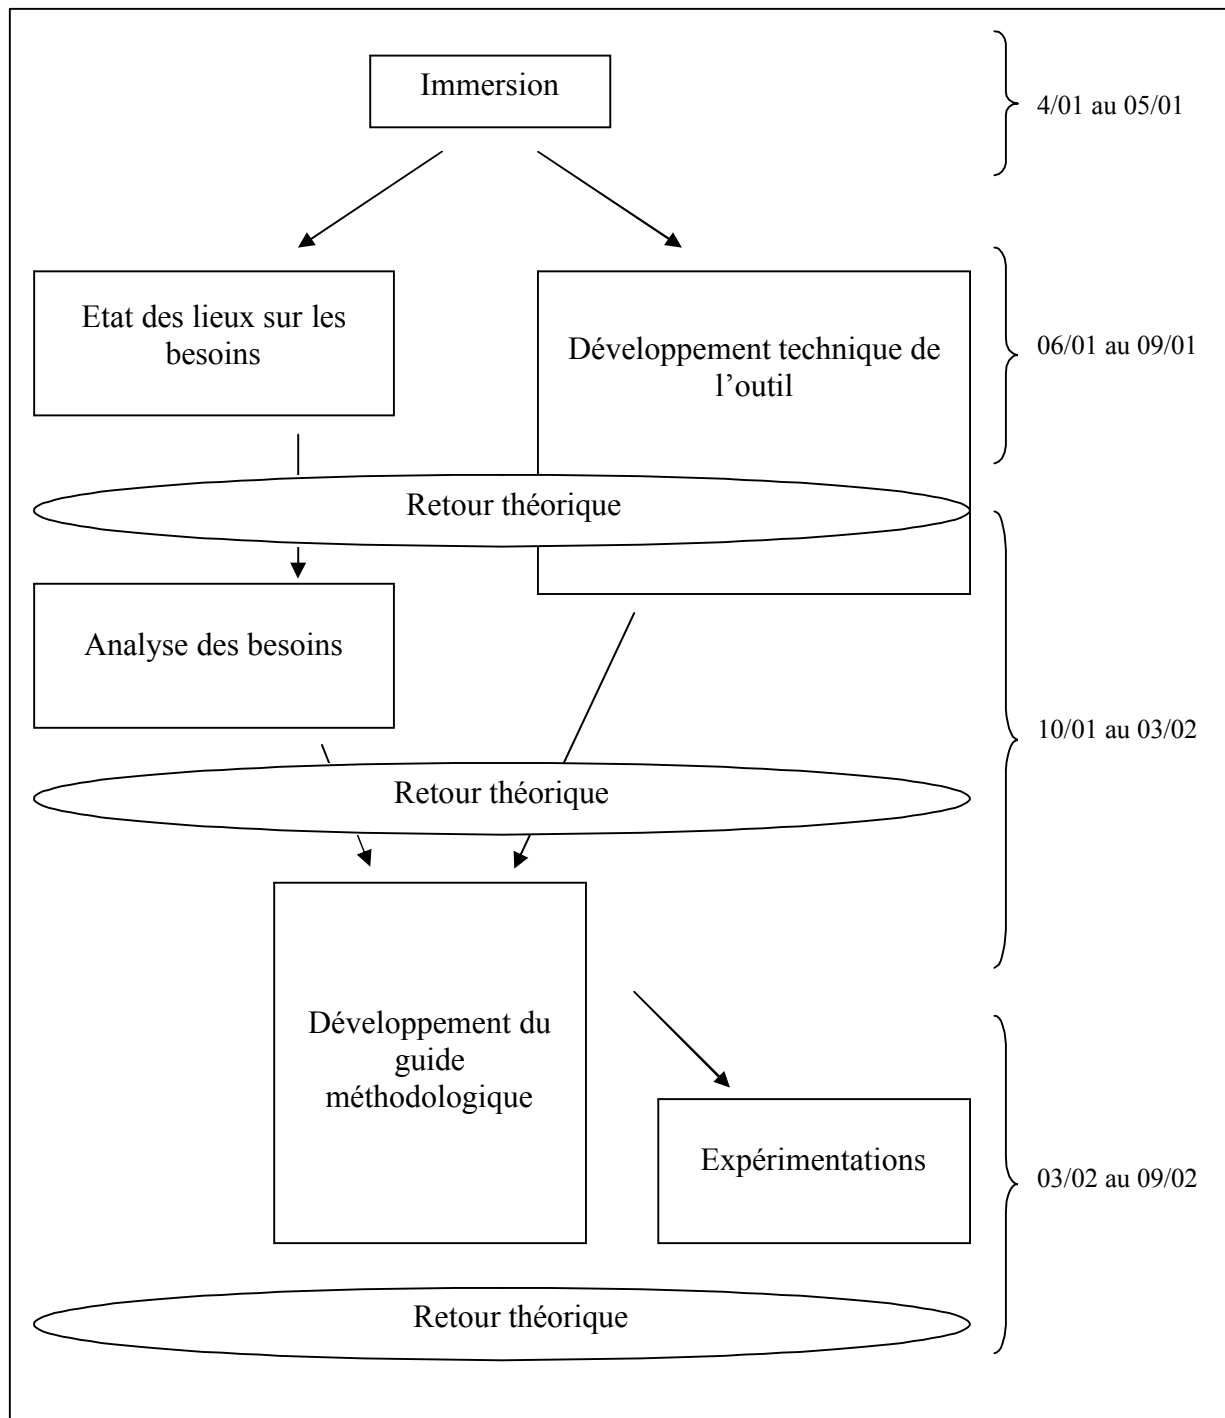 Immersion
4/01 au 05/01
Etat des lieux sur les
besoins
Développement technique de
l’outil
06/01 au 09/01
Retour théorique
Analyse des besoins
10/01 au 03/02
Retour théorique
Développement du
guide
méthodologique
Expérimentations
03/02 au 09/02
Retour théorique